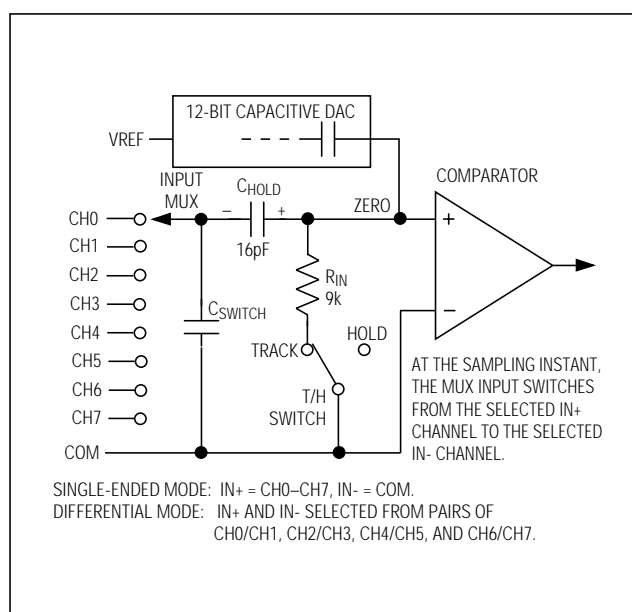 12-BIT CAPACITIVE DAC
VREF
INPUT
MUX
CHOLD
– +
16pF
ZERO
COMPARATOR
+
–
CH0
CH1
CH2
CH3
CH4
CH5
CH6
CH7
COM
CSWITCH
RIN
9k
TRACK
HOLD
T/H
SWITCH
AT THE SAMPLING INSTANT,
THE MUX INPUT SWITCHES
FROM THE SELECTED IN+
CHANNEL TO THE SELECTED
IN- CHANNEL.
SINGLE-ENDED MODE: IN+ = CH0–CH7, IN- = COM.
DIFFERENTIAL MODE: IN+ AND IN- SELECTED FROM PAIRS OF
CH0/CH1, CH2/CH3, CH4/CH5, AND CH6/CH7.